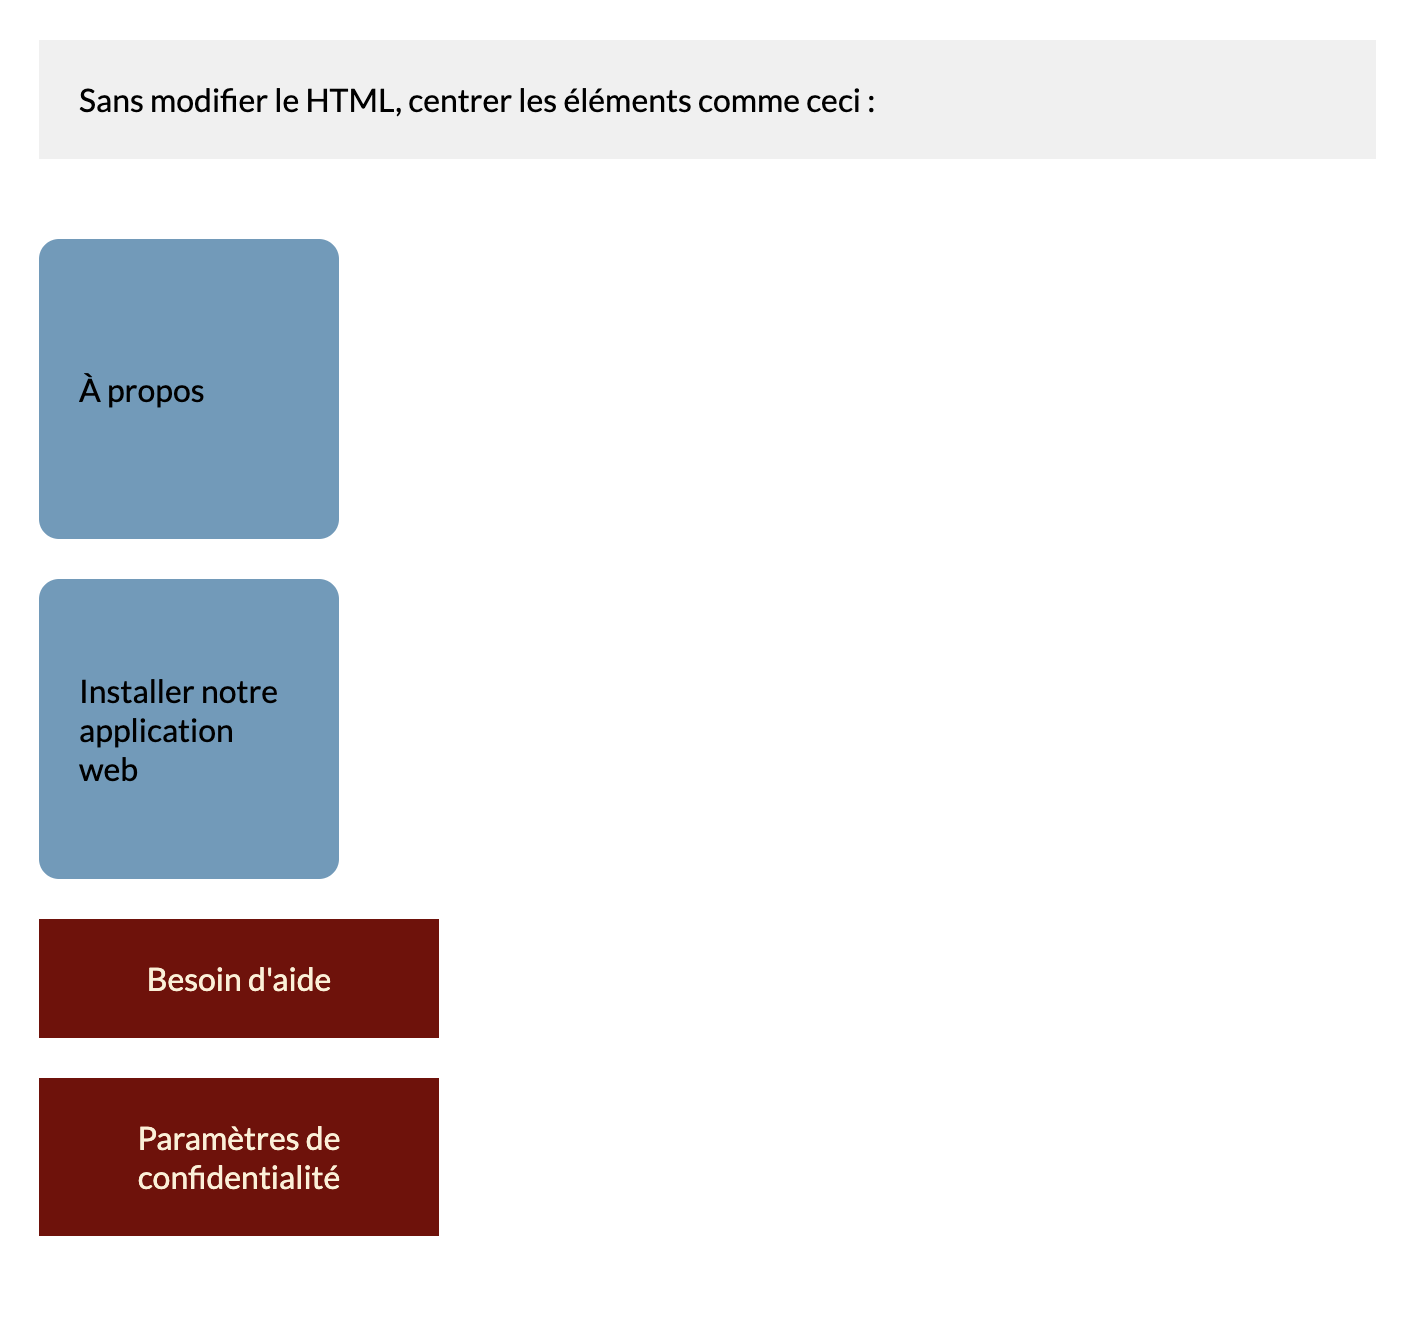 Sans modifier le HTML, centrer les éléments comme ceci :
À propos
Installer notre
application
web
Besoin d'aide
Paramètres de
confidentialité